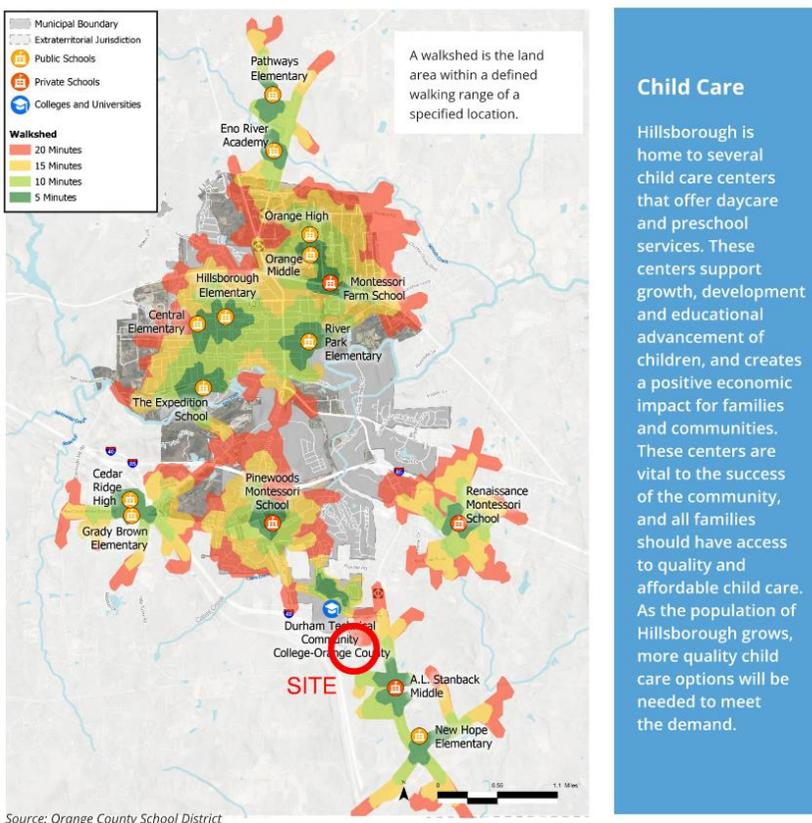 Municipal Boundary
Extraterritorial Jurisdiction
Public Schools
Private Schools
Colleges and Universities
Walkshed
20 Minutes
15 Minutes
10 Minutes
5 Minutes
A walkshed is the land
area within a defined
walking range of a
specified location.
Pathways
Elementary
Eno River
Academy
Orange High
Orange
Middle
Montessori
Farm School
Hillsborough
Elementary
Central
Elementary
River
Park
Elementary
The Expedition
School
Cedar
Ridge
High
Grady Brown
Elementary
Pinewoods
Montessori
School
Renaissance
Montessori
School
Durham Technical
Community
College-Orange County
SITE
A.L. Stanback
Middle
New Hope
Elementary
N
0 0.55 1.1 Miles
Source: Orange County School District
Child Care
Hillsborough is
home to several
child care centers
that offer daycare
and preschool
services. These
centers support
growth, development
and educational
advancement of
children, and creates
a positive economic
impact for families
and communities.
These centers are
vital to the success
of the community,
and all families
should have access
to quality and
affordable child care.
As the population of
Hillsborough grows,
more quality child
care options will be
needed to meet
the demand.